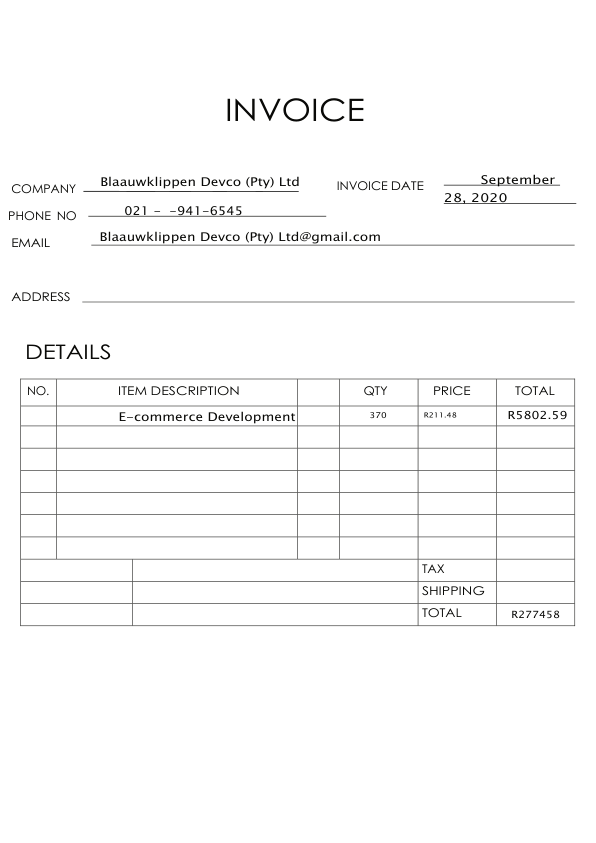 INVOICE
COMPANY Blaauwklippen Devco (Pty) Ltd INVOICE DATE September
28, 2020
PHONE NO 021 - -941-6545
EMAIL Blaauwklippen Devco (Pty) Ltd@gmail.com
ADDRESS
DETAILS
NO. ITEM DESCRIPTION QTY PRICE TOTAL
E-commerce Development 370 R211.48 R5802.59
TAX
SHIPPING
TOTAL R277458